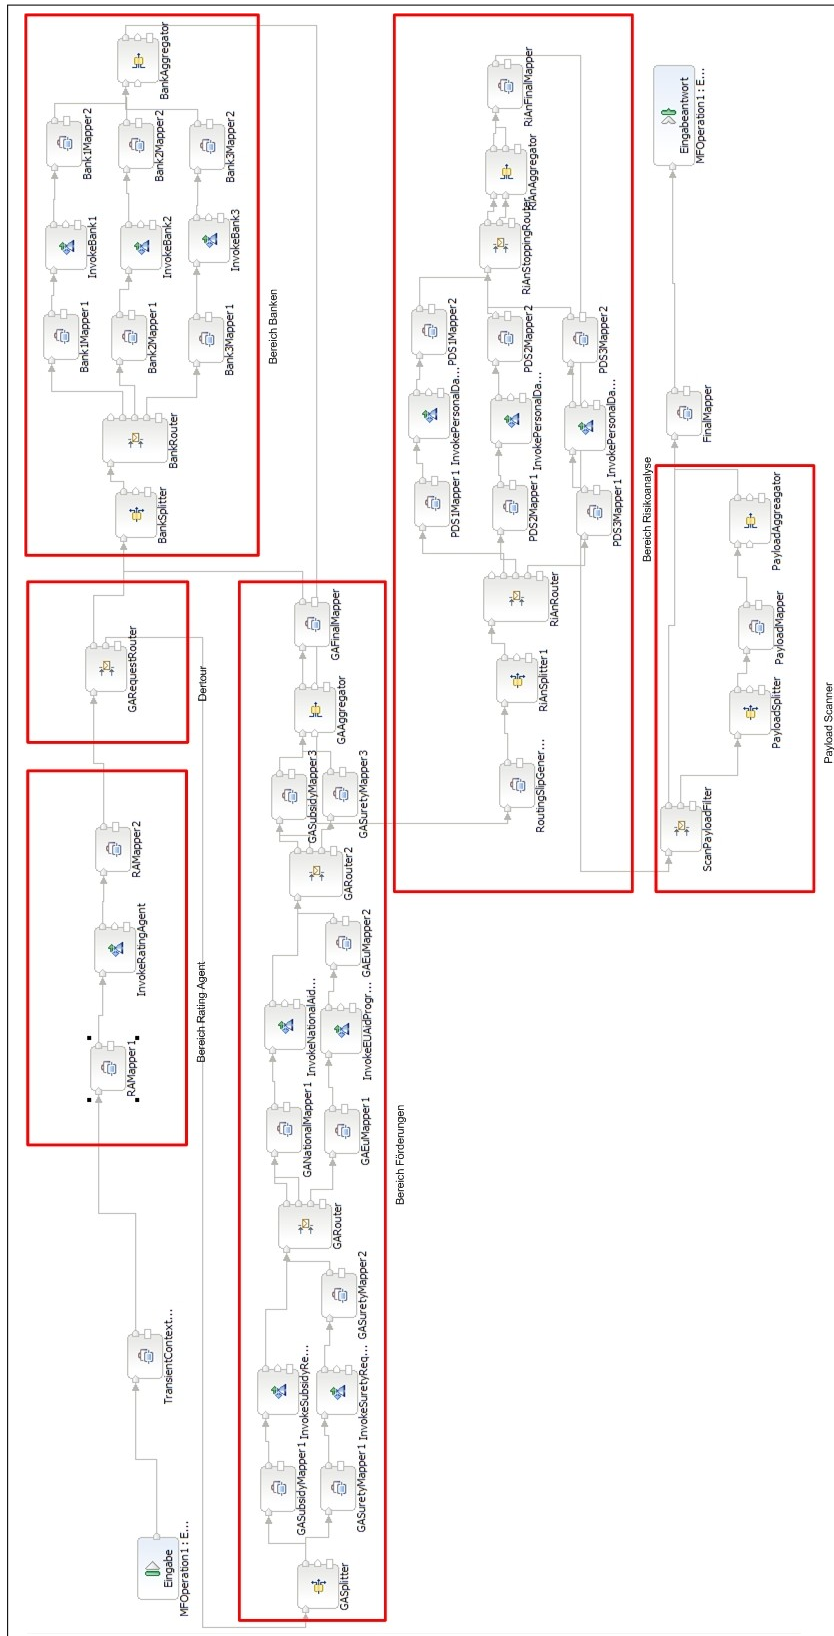 Eingabe
MFOperation1 : E...
TransientContext...
RAMapper1
InvokeRatingAgent
RAMapper2
Bereich Rating Agent
GARequestRouter
Dertour
BankSplitter
BankRouter
Bank1Mapper1
InvokeBank1
Bank1Mapper2
Bank2Mapper1
InvokeBank2
Bank2Mapper2
Bank3Mapper1
InvokeBank3
Bank3Mapper2
BankAggregator
Bereich Banken
GASplitter
GASubsidyMapper1
InvokeSubsidyRe...
GASuretyMapper1
InvokeSuretyReq...
GASuretyMapper2
GARouter
GANationalMapper1
InvokeNationalAid...
GAEuMapper1
InvokeEUAidProgr...
GAEuMapper2
GARouter2
GASubsidyMapper3
GASuretyMapper3
GAAggregator
GAFinalMapper
Bereich Förderungen
RoutingSlipGener...
RiAnSplitter1
RiAnRouter
PDS1Mapper1
InvokePersonalDa...
PDS1Mapper2
PDS2Mapper1
InvokePersonalDa...
PDS2Mapper2
PDS3Mapper1
InvokePersonalDa...
PDS3Mapper2
RiAnStoppingRouter
RiAnAggregator
RiAnFinalMapper
Bereich Risikoanalyse
ScanPayloadFilter
PayloadSplitter
PayloadMapper
PayloadAggreagator
Payload Scanner
FinalMapper
Eingabeantwort
MFOperation1 : E...